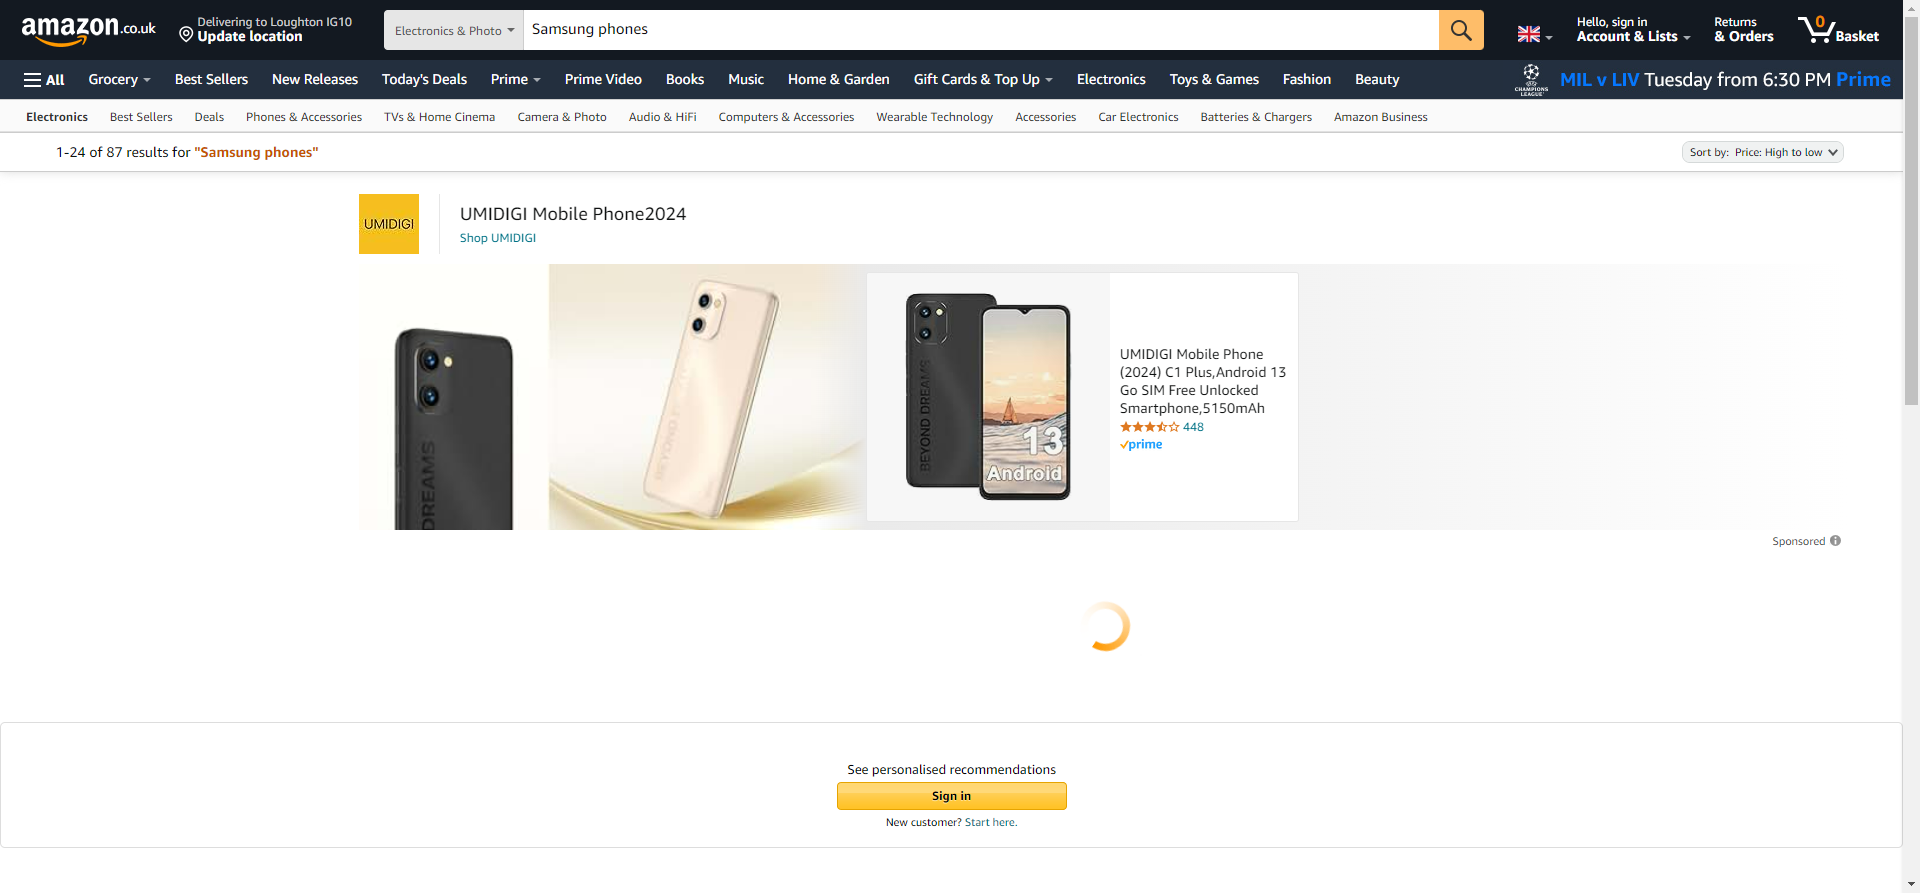 amazon.co.uk
Delivering to Loughton IG10
Update location
Electronics & Photo
Samsung phones
Hello, sign in
Account & Lists
Returns
& Orders
0
Basket
All
Grocery
Best Sellers
New Releases
Today's Deals
Prime
Prime Video
Books
Music
Home & Garden
Gift Cards & Top Up
Electronics
Toys & Games
Fashion
Beauty
CHAMPIONS
LEAGUE
MIL v LIV Tuesday from 6:30 PM Prime
Electronics
Best Sellers
Deals
Phones & Accessories
TVs & Home Cinema
Camera & Photo
Audio & HiFi
Computers & Accessories
Wearable Technology
Accessories
Car Electronics
Batteries & Chargers
Amazon Business
1-24 of 87 results for "Samsung phones"
Sort by: Price: High to low
UMIDIGI
UMIDIGI Mobile Phone2024
Shop UMIDIGI
DREAMS
BEYOND DREAMS
BEYOND DREAMS
13
Android
UMIDIGI Mobile Phone
(2024) C1 Plus,Android 13
Go SIM Free Unlocked
Smartphone,5150mAh
448
prime
Sponsored
See personalised recommendations
Sign in
New customer? Start here.